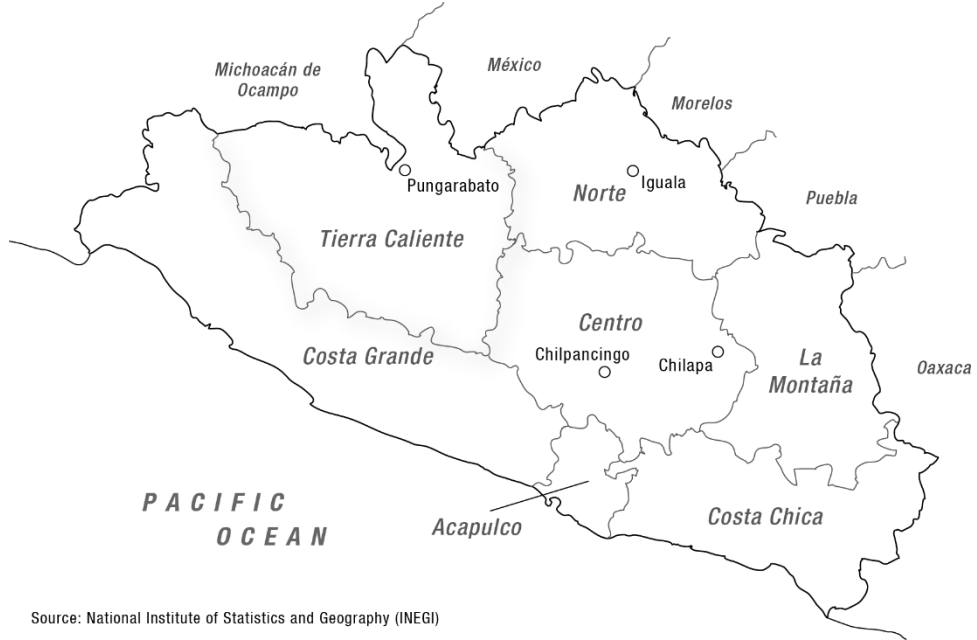 Michoacán de
Ocampo
México
Morelos
Puebla
Oaxaca
Pungarabato
Iguala
Norte
Tierra Caliente
Centro
Chilpancingo
Chilapa
Costa Grande
La
Montaña
Acapulco
Costa Chica
PACIFIC
OCEAN
Source: National Institute of Statistics and Geography (INEGI)